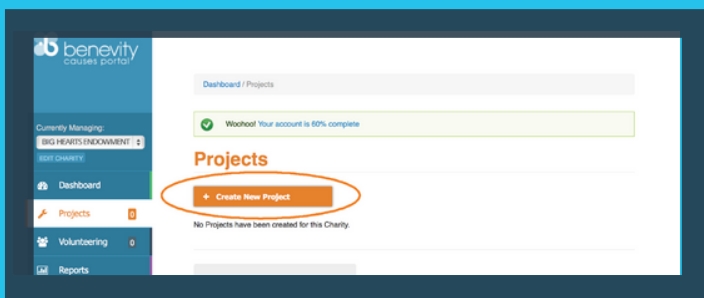 benevity
causes portal
Currently Managing:
BIG HEARTS ENDOWMENT
EDIT CHARITY
Dashboard
Projects 0
Volunteering 0
Reports
Dashboard / Projects
Woohoo! Your account is 60% complete
Projects
+ Create New Project
No Projects have been created for this Charity.